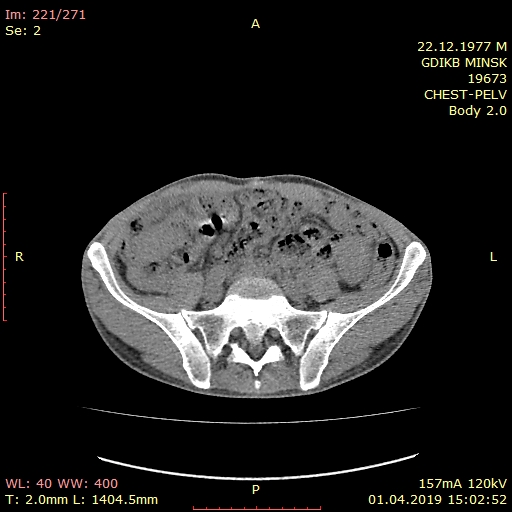 Im: 221/271
Se: 2
A
22.12.1977 M
GDIKB MINSK
19673
CHEST-PELV
Body 2.0
R
L
WL: 40 WW: 400
T: 2.0mm L: 1404.5mm
P
157mA 120kV
01.04.2019 15:02:52